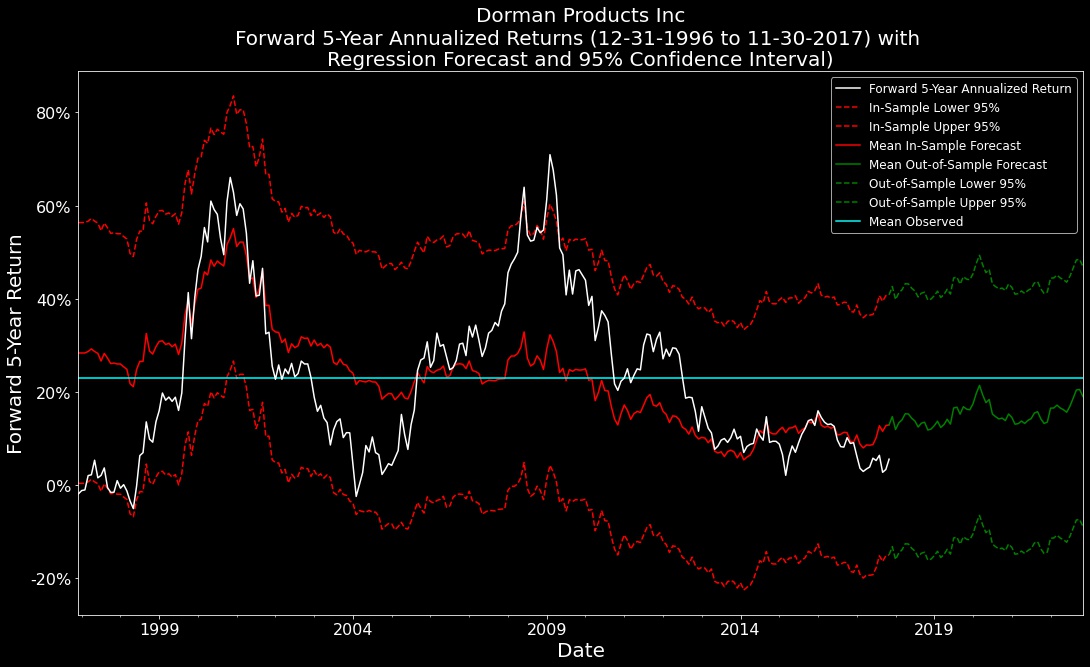 Dorman Products Inc
Forward 5-Year Annualized Returns (12-31-1996 to 11-30-2017) with
Regression Forecast and 95% Confidence Interval)
Forward 5-Year Annualized Return
In-Sample Lower 95%
In-Sample Upper 95%
Mean In-Sample Forecast
Mean Out-of-Sample Forecast
Out-of-Sample Lower 95%
Out-of-Sample Upper 95%
Mean Observed
Forward 5-Year Return
80%
60%
40%
20%
0%
-20%
1999 2004 2009 2014 2019
Date